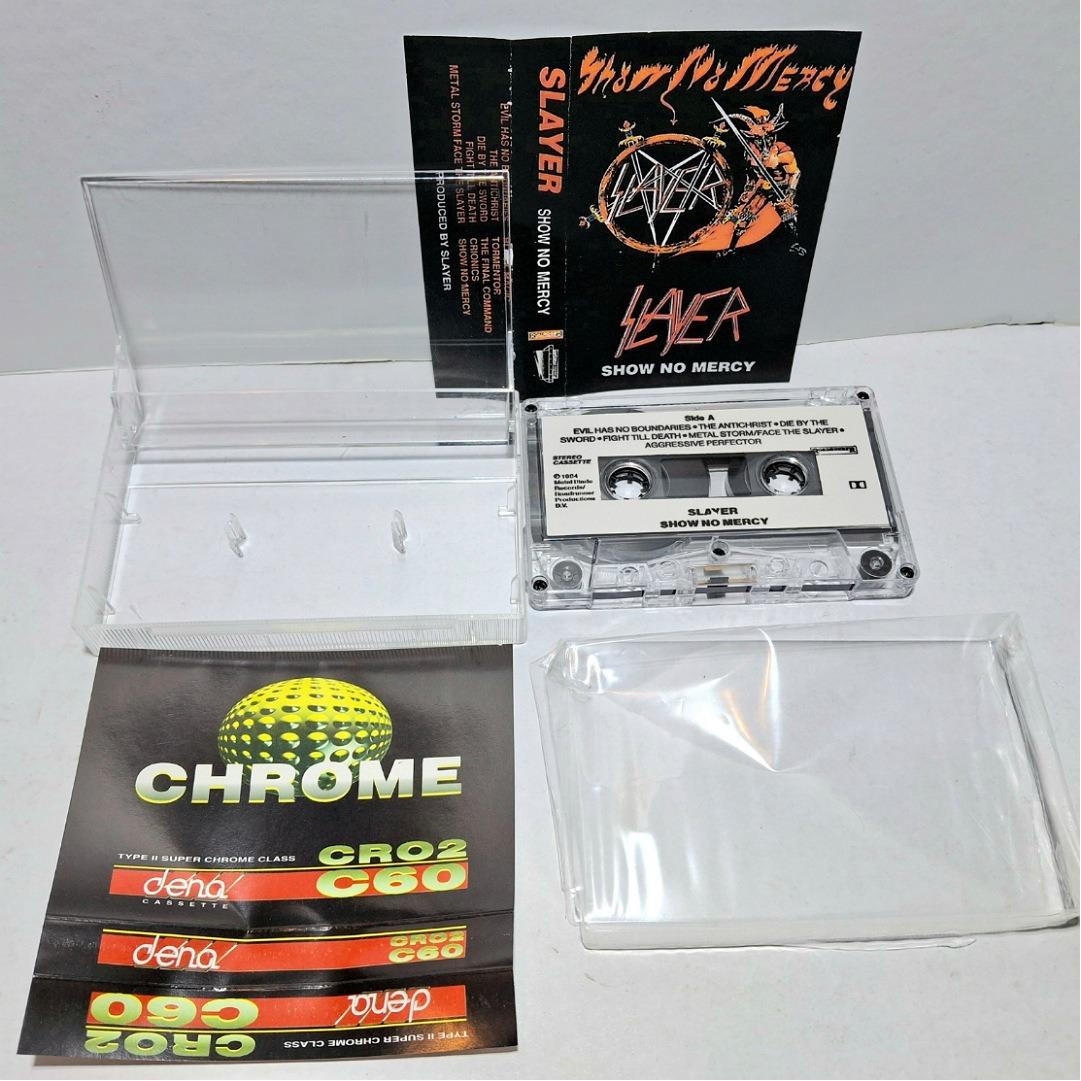 Show No Mercy
SLAYER
SLAYER
SHOW NO MERCY
SLAYER
SHOW NO MERCY
EVIL HAS NO
THE ANTICHRIST
DIE BY THE SWORD
FIGHT TILL DEATH
METAL STORM FACE THE SLAYER
TORMENTOR
THE FINAL COMMAND
CRIONICS
SHOW NO MERCY
PRODUCED BY SLAYER
Side A
EVIL HAS NO BOUNDARIES • THE ANTICHRIST • DIE BY THE
SWORD • FIGHT TILL DEATH • METAL STORM/FACE THE SLAYER •
AGGRESSIVE PERFECTOR
STEREO
CASSETTE
© 1984
Metal Blade
Records/
Roadrunner
Productions
SLAYER
SHOW NO MERCY
CHROME
TYPE II SUPER CHROME CLASS
CRO2
C60
dena
CASSETTE
dena
CRO2
C60
dena
C60
CRO2
TYPE II SUPER CHROME CLASS